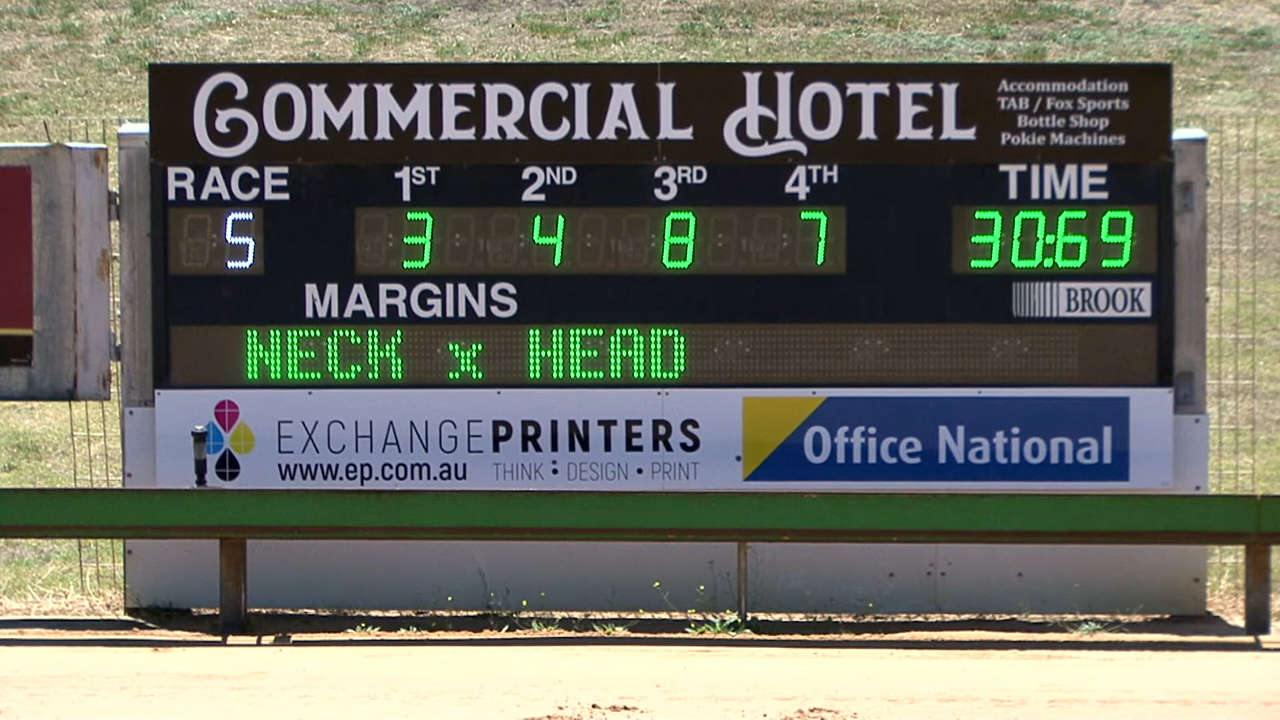 COMMERCIAL HOTEL
Accommodation
TAB / Fox Sports
Bottle Shop
Pokie Machines
RACE 1ST 2ND 3RD 4TH TIME
5 3 4 8 7 30:69
MARGINS
BROOK
NECK x HEAD
EXCHANGEPRINTERS
www.ep.com.au THINK • DESIGN • PRINT
Office National